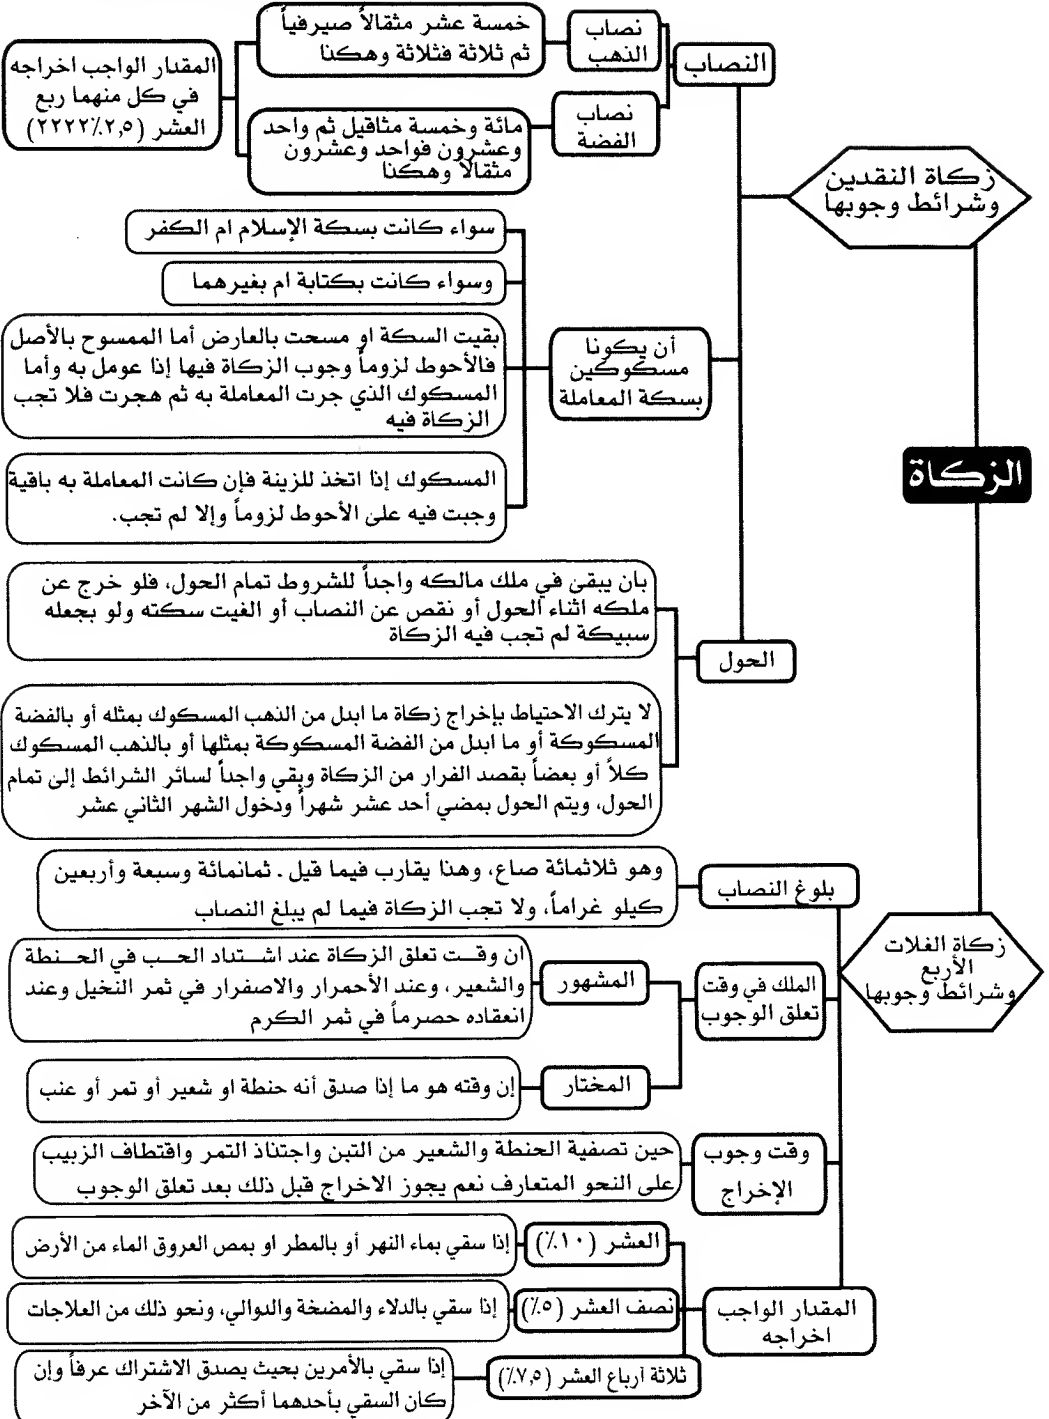 الزكاة
زكاة النقدين
وشرائط وجوبها
النصاب
نصاب
الذهب
خمسة عشر مثقالاً صيرفياً
ثم ثلاثة فثلاثة وهكذا
نصاب
الفضة
مائة وخمسة مثاقيل ثم واحد
وعشرون فواحد وعشرون
مثقالاً وهكذا
المقدار الواجب اخراجه
في كل منهما ربع
العشر (٢,٥٪٢٢٢٢)
أن يكونا
مسكوكين
بسكة المعاملة
سواء كانت بسكة الإسلام ام الكفر
وسواء كانت بكتابة ام بغيرهما
بقيت السكة او مسحت بالعارض أما الممسوح بالأصل
فالأحوط لزوماً وجوب الزكاة فيها إذا عومل به وأما
المسكوك الذي جرت المعاملة به ثم هجرت فلا تجب
الزكاة فيه
المسكوك إذا اتخذ للزينة فإن كانت المعاملة به باقية
وجبت فيه على الأحوط لزوماً وإلا لم تجب.
الحول
بان يبقى في ملك مالكه واجداً للشروط تمام الحول، فلو خرج عن
ملكه اثناء الحول أو نقص عن النصاب أو الغيت سكته ولو بجعله
سبيكة لم تجب فيه الزكاة
لا يترك الاحتياط بإخراج زكاة ما ابدل من الذهب المسكوك بمثله أو بالفضة
المسكوكة أو ما ابدل من الفضة المسكوكة بمثلها أو بالذهب المسكوك
كلاً أو بعضاً بقصد الفرار من الزكاة وبقي واجداً لسائر الشرائط إلى تمام
الحول، ويتم الحول بمضي أحد عشر شهراً ودخول الشهر الثاني عشر
زكاة الغلات
الأربع
وشرائط وجوبها
بلوغ النصاب
وهو ثلاثمائة صاع، وهذا يقارب فيما قيل . ثمانمائة وسبعة وأربعين
كيلو غراماً، ولا تجب الزكاة فيما لم يبلغ النصاب
الملك في وقت
تعلق الوجوب
المشهور
ان وقت تعلق الزكاة عند اشتداد الحب في الحنطة
والشعير، وعند الأحمرار والاصفرار في ثمر النخيل وعند
انعقاده حصرماً في ثمر الكرم
المختار
إن وقته هو ما إذا صدق أنه حنطة او شعير أو تمر أو عنب
وقت وجوب
الإخراج
حين تصفية الحنطة والشعير من التبن واجتذاذ التمر واقتطاف الزبيب
على النحو المتعارف نعم يجوز الاخراج قبل ذلك بعد تعلق الوجوب
المقدار الواجب
اخراجه
العشر (١٠٪)
إذا سقي بماء النهر أو بالمطر او بمص العروق الماء من الأرض
نصف العشر (٥٪)
إذا سقي بالدلاء والمضخة والدوالي، ونحو ذلك من العلاجات
ثلاثة أرباع العشر (٧,٥٪)
إذا سقي بالأمرين بحيث يصدق الاشتراك عرفاً وإن
كان السقي بأحدهما أكثر من الآخر